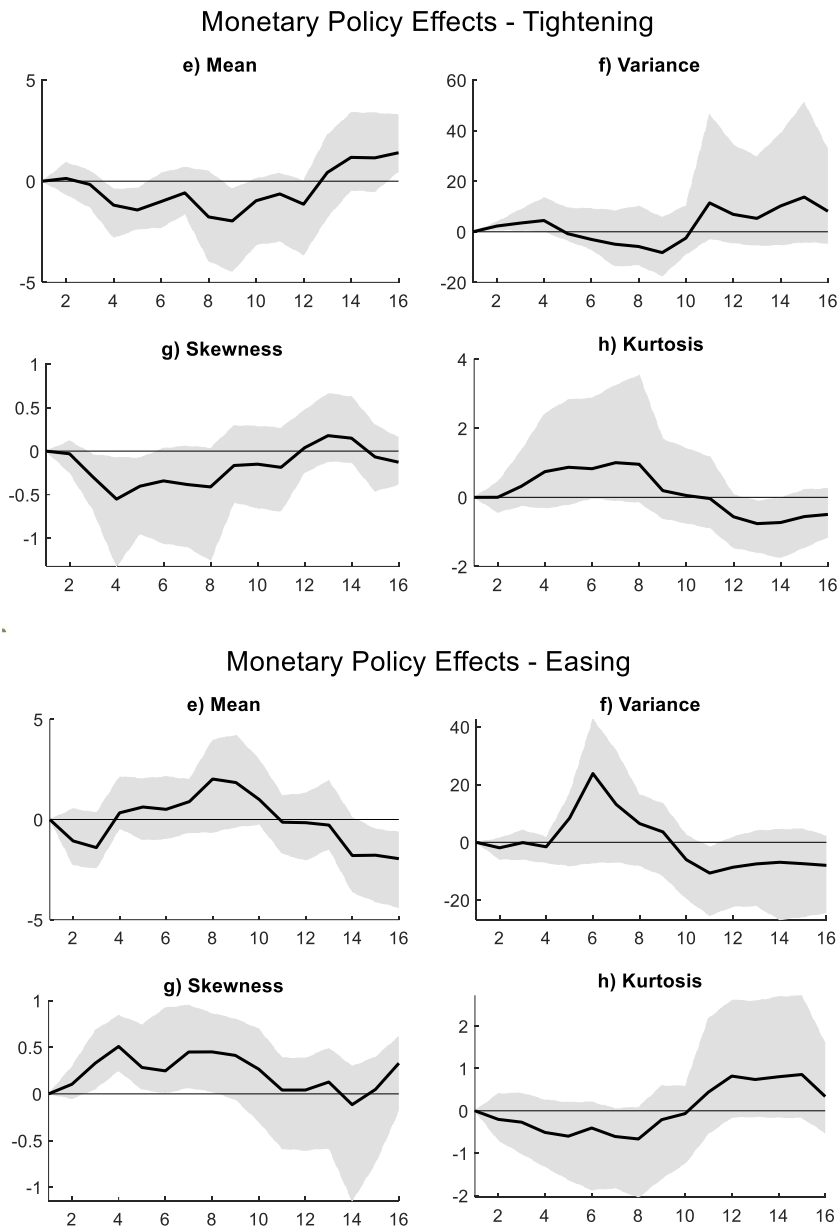 Monetary Policy Effects - Tightening
e) Mean
f) Variance
5
0
-5
2 4 6 8 10 12 14 16
60
40
20
0
-20
2 4 6 8 10 12 14 16
g) Skewness
h) Kurtosis
1
0.5
0
-0.5
-1
2 4 6 8 10 12 14 16
4
2
0
-2
2 4 6 8 10 12 14 16
Monetary Policy Effects - Easing
e) Mean
f) Variance
5
0
-5
2 4 6 8 10 12 14 16
40
20
0
-20
2 4 6 8 10 12 14 16
g) Skewness
h) Kurtosis
1
0.5
0
-0.5
-1
2 4 6 8 10 12 14 16
2
1
0
-1
-2
2 4 6 8 10 12 14 16